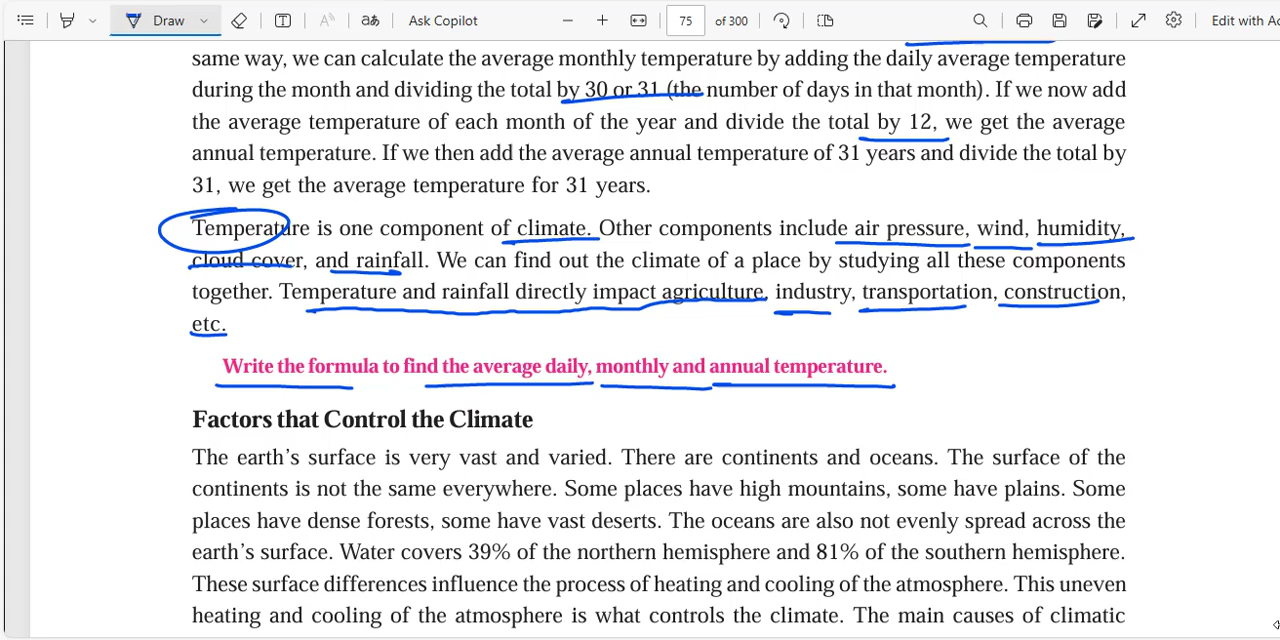 Draw
Ask Copilot
75
of 300
Edit with Ac
same way, we can calculate the average monthly temperature by adding the daily average temperature
during the month and dividing the total by 30 or 31 (the number of days in that month). If we now add
the average temperature of each month of the year and divide the total by 12, we get the average
annual temperature. If we then add the average annual temperature of 31 years and divide the total by
31, we get the average temperature for 31 years.
Temperature is one component of climate. Other components include air pressure, wind, humidity,
cloud cover, and rainfall. We can find out the climate of a place by studying all these components
together. Temperature and rainfall directly impact agriculture, industry, transportation, construction,
etc.
Write the formula to find the average daily, monthly and annual temperature.
Factors that Control the Climate
The earth's surface is very vast and varied. There are continents and oceans. The surface of the
continents is not the same everywhere. Some places have high mountains, some have plains. Some
places have dense forests, some have vast deserts. The oceans are also not evenly spread across the
earth's surface. Water covers 39% of the northern hemisphere and 81% of the southern hemisphere.
These surface differences influence the process of heating and cooling of the atmosphere. This uneven
heating and cooling of the atmosphere is what controls the climate. The main causes of climatic